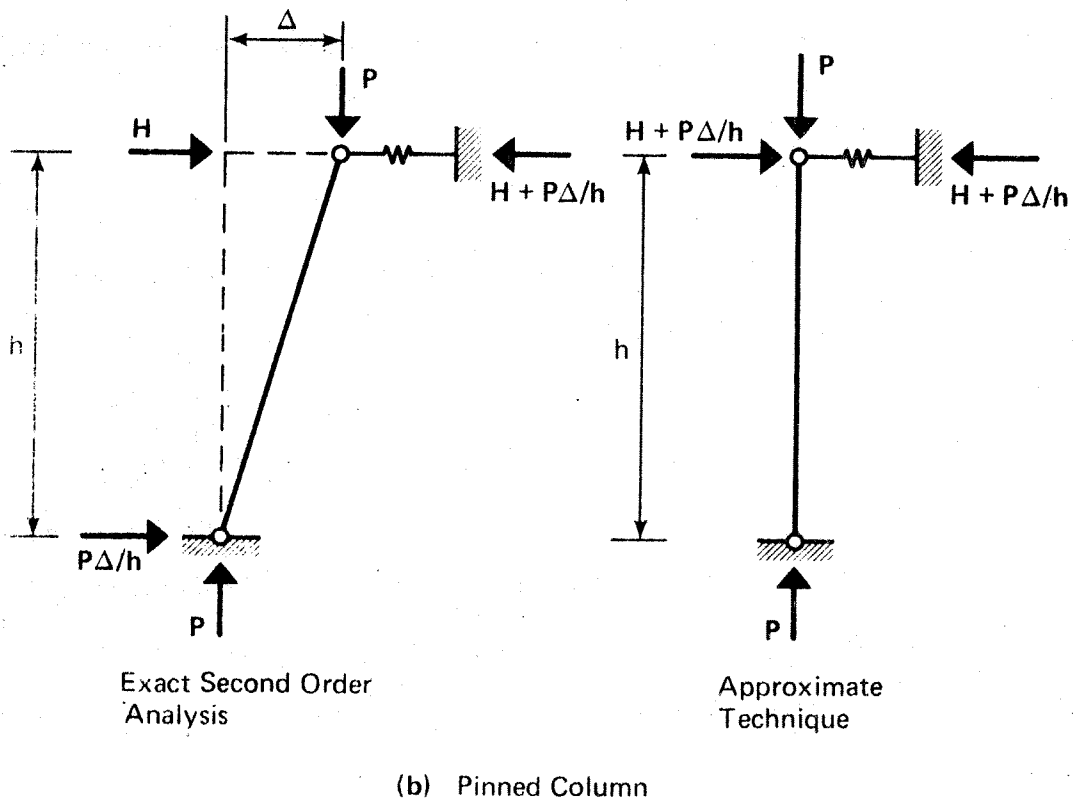 Δ
P
H
H + PΔ/h
h
PΔ/h
P
Exact Second Order
Analysis
P
H + PΔ/h
H + PΔ/h
h
P
Approximate
Technique
(b) Pinned Column